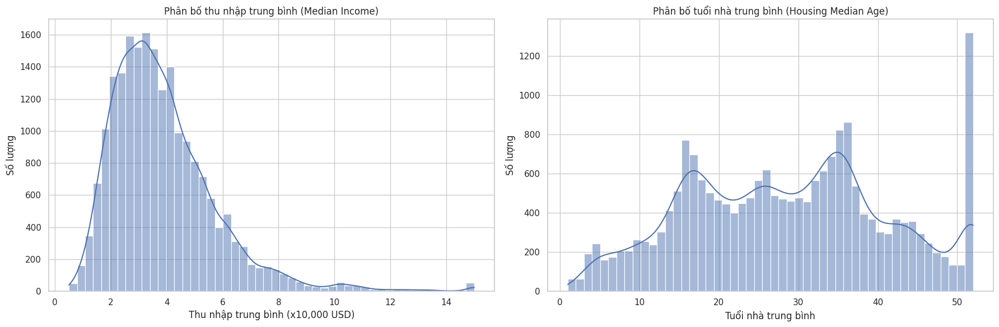 Phân bố thu nhập trung bình (Median Income)
1600
1400
1200
1000
800
600
400
200
0
Số lượng
0 2 4 6 8 10 12 14
Thu nhập trung bình (x10,000 USD)
Phân bố tuổi nhà trung bình (Housing Median Age)
1200
1000
800
600
400
200
0
Số lượng
0 10 20 30 40 50
Tuổi nhà trung bình